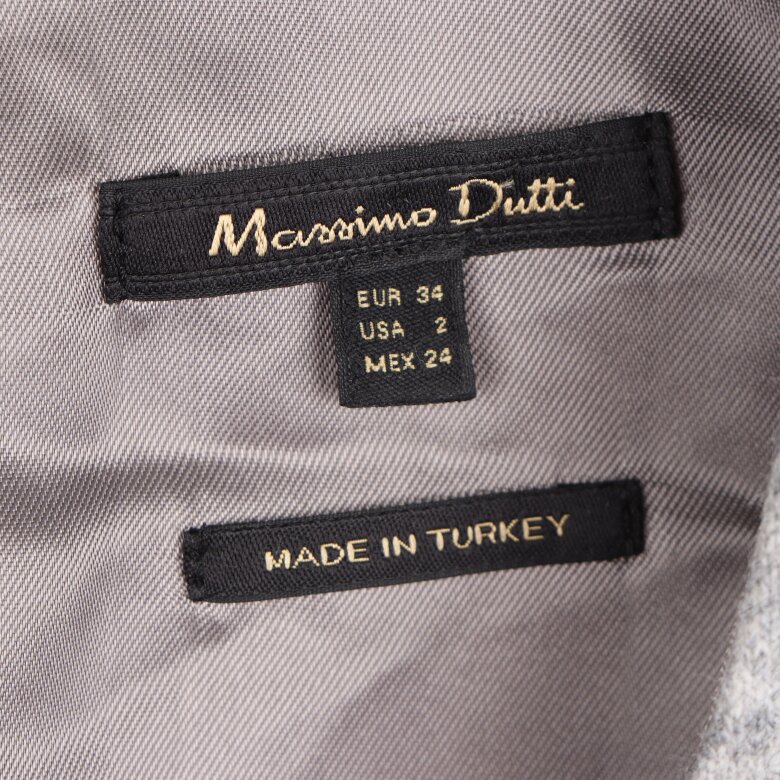 Massimo Dutti
EUR 34
USA 2
MEX 24
MADE IN TURKEY